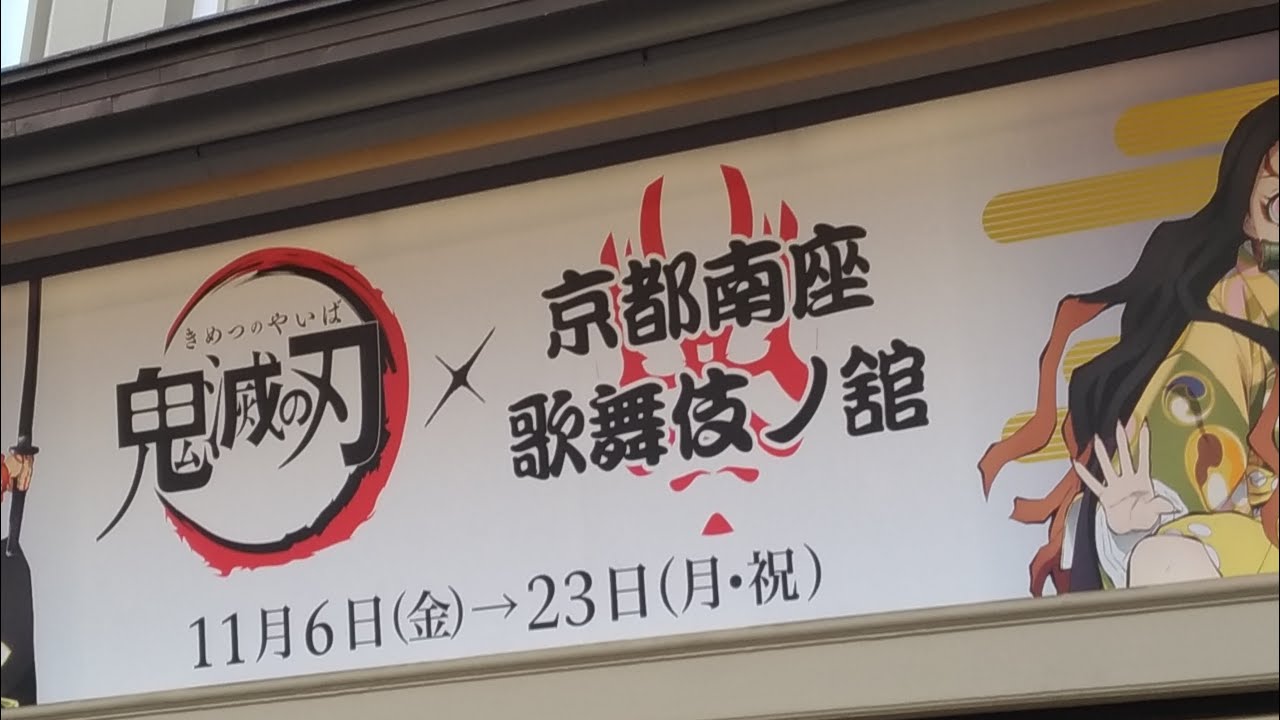 きめつのやいば
鬼滅の刃
×
京都南座
歌舞伎ノ舘
11月6日(金)→23日(月・祝)